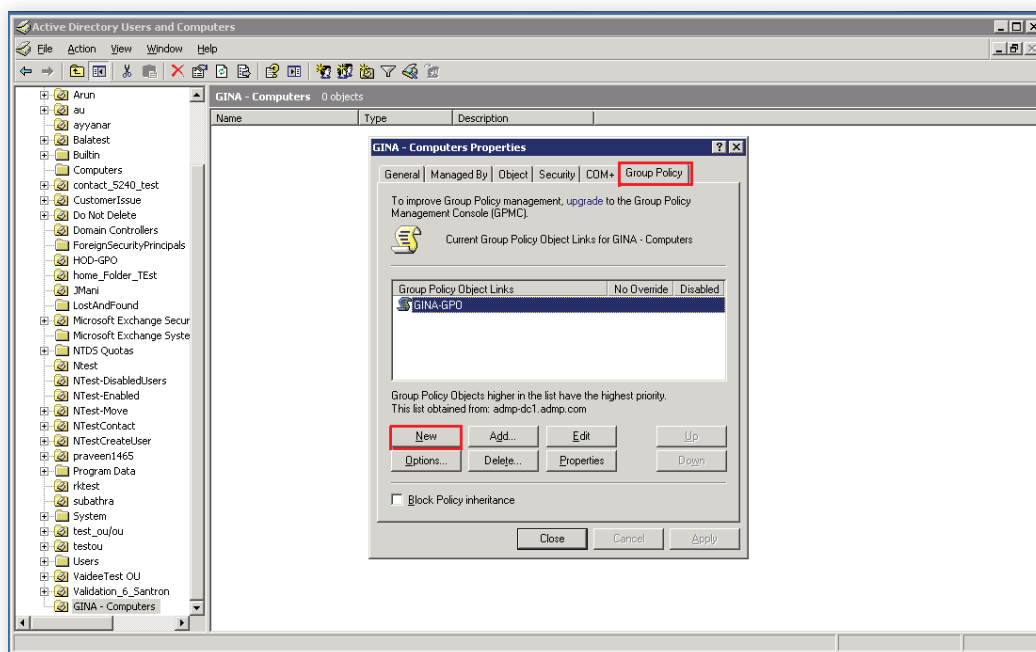 Active Directory Users and Computers
File Action View Window Help
GINA - Computers 0 objects
Name Type Description
Arun
au
ayyanar
Balatest
Builtin
Computers
contact_5240_test
CustomerIssue
Do Not Delete
Domain Controllers
ForeignSecurityPrincipals
HOD-GPO
home_Folder_TEst
JMani
LostAndFound
Microsoft Exchange Secur
Microsoft Exchange Syste
NTDS Quotas
Ntest
NTest-DisabledUsers
NTest-Enabled
NTest-Move
NTestContact
NTestCreateUser
praveen1465
Program Data
rktest
subathra
System
test_ou/ou
testou
Users
VaideeTest OU
Validation_6_Santron
GINA - Computers
GINA - Computers Properties
General Managed By Object Security COM+ Group Policy
To improve Group Policy management, upgrade to the Group Policy
Management Console (GPMC).
Current Group Policy Object Links for GINA - Computers
Group Policy Object Links No Override Disabled
GINA-GPO
Group Policy Objects higher in the list have the highest priority.
This list obtained from: admp-dc1.admp.com
New Add... Edit Up
Options... Delete... Properties Down
Block Policy inheritance
Close Cancel Apply